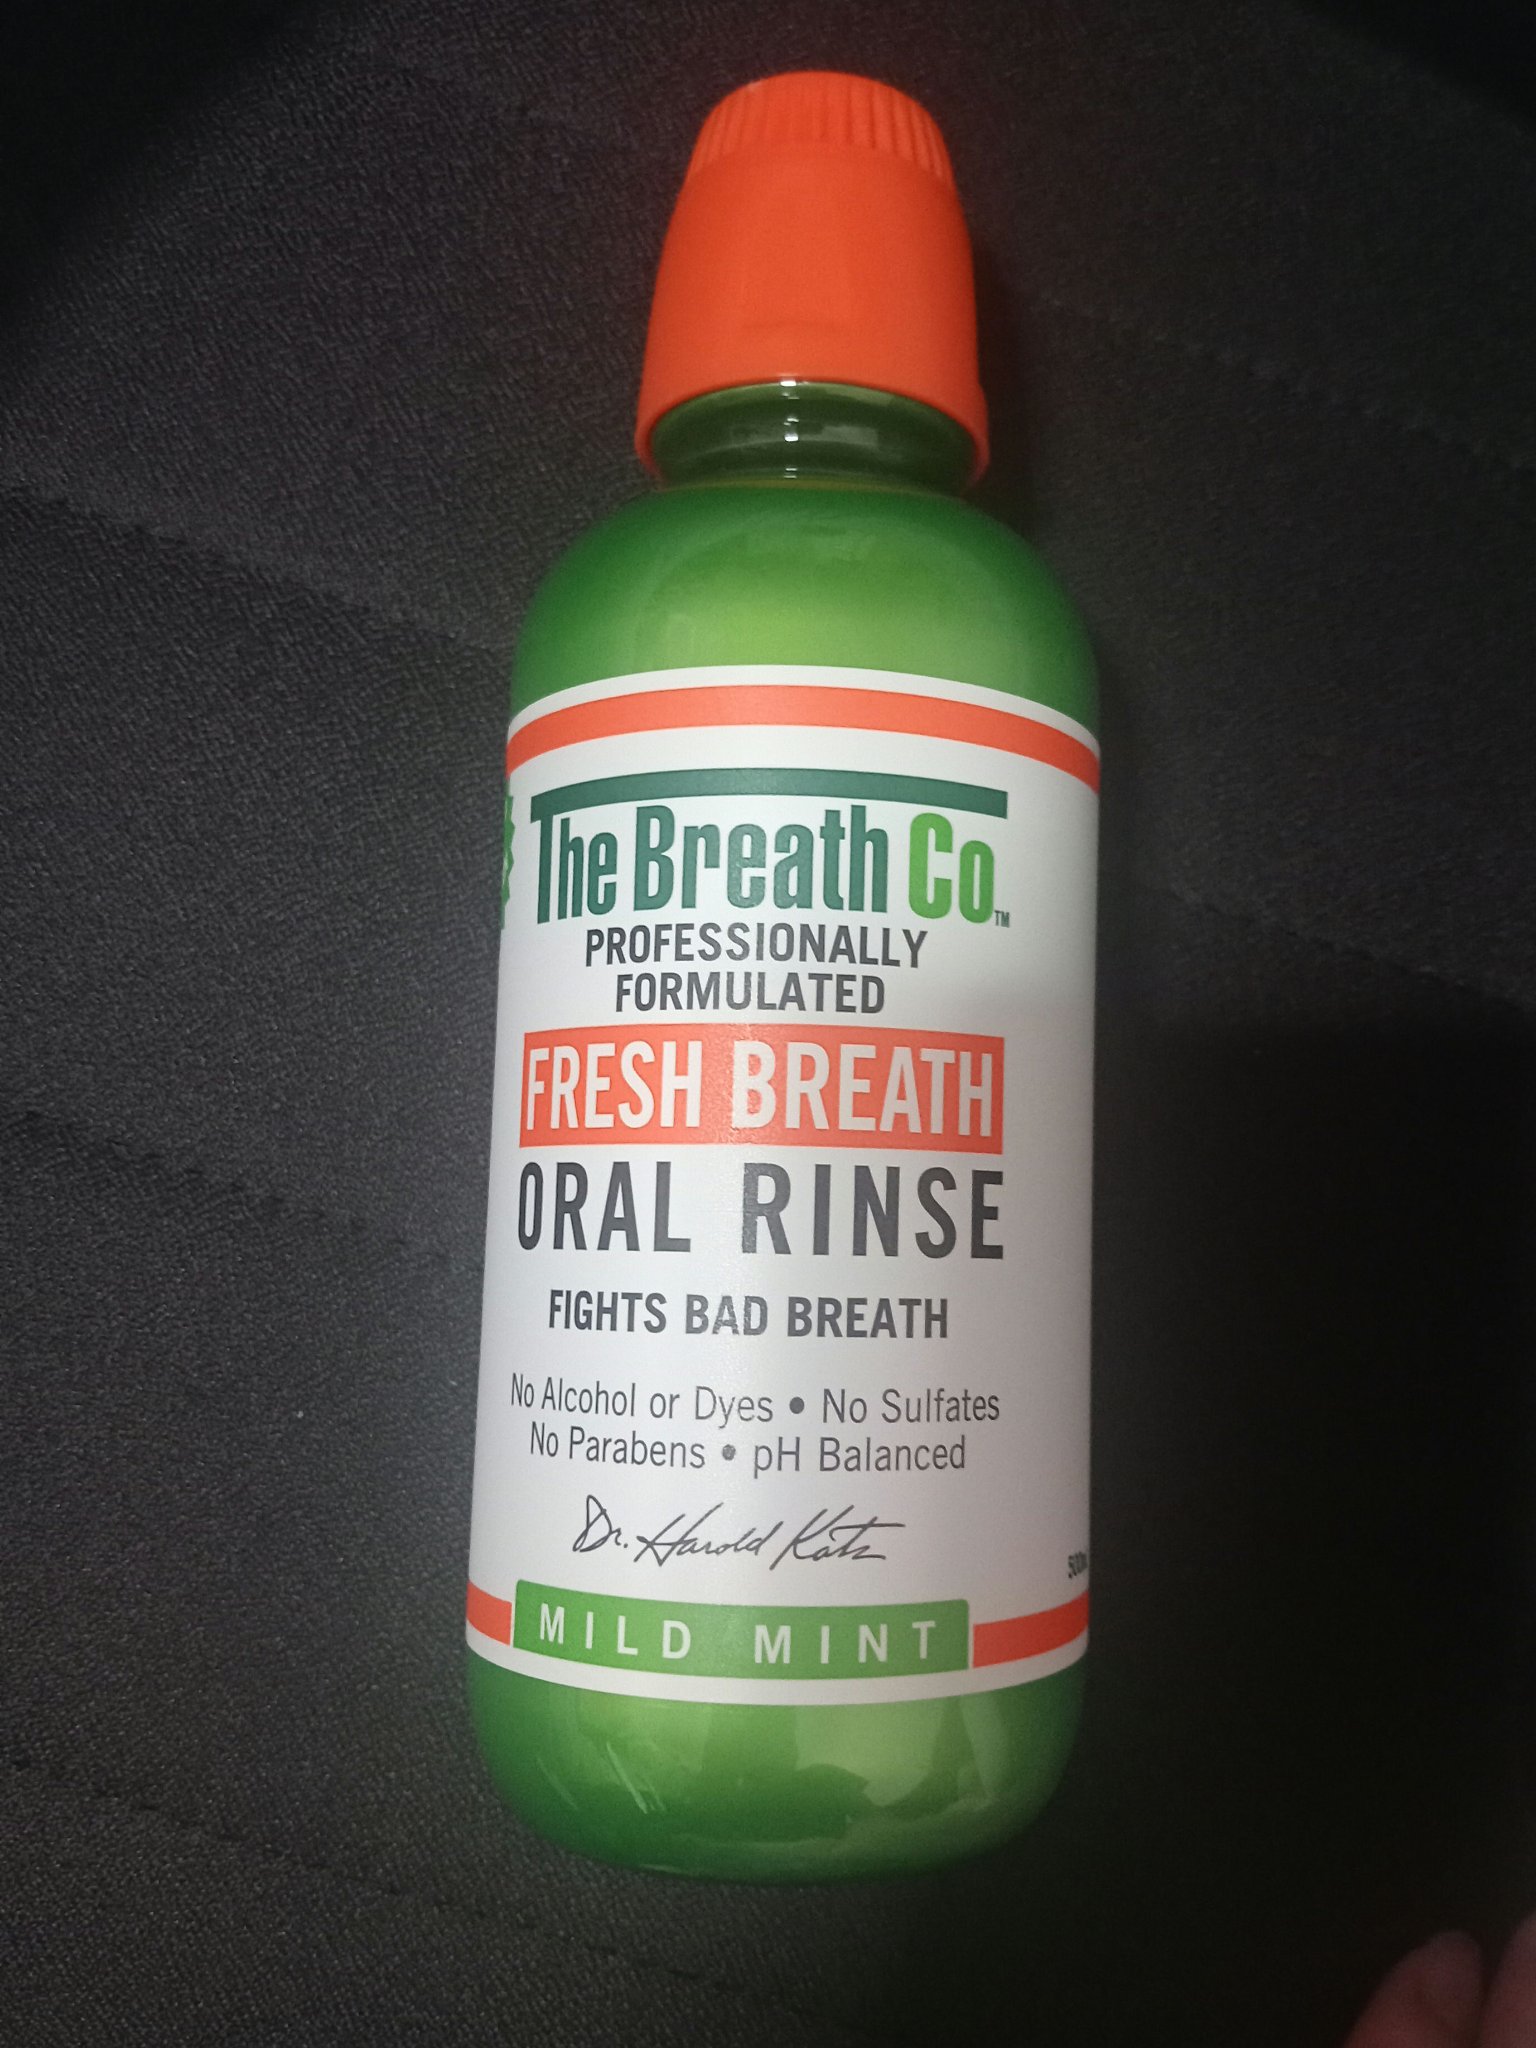 The Breath Co™
PROFESSIONALLY
FORMULATED
FRESH BREATH
ORAL RINSE
FIGHTS BAD BREATH
No Alcohol or Dyes • No Sulfates
No Parabens • pH Balanced
Dr. Harold Katz
MILD MINT